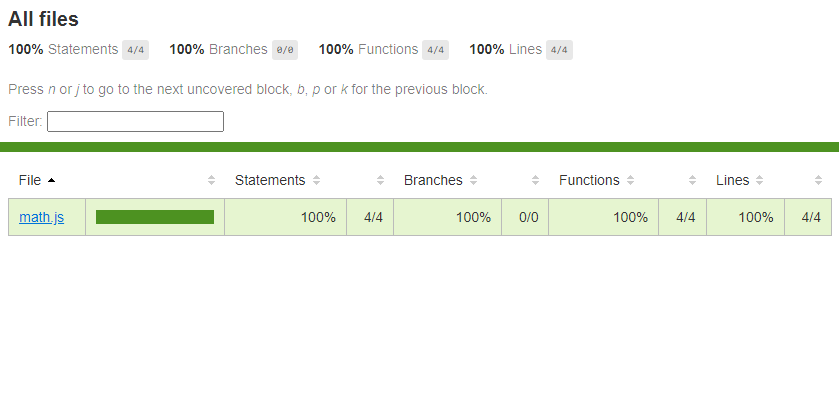 All files
100% Statements 4/4 100% Branches 0/0 100% Functions 4/4 100% Lines 4/4
Press n or j to go to the next uncovered block, b, p or k for the previous block.
Filter:
File Statements Branches Functions Lines
math.js 100% 4/4 100% 0/0 100% 4/4 100% 4/4